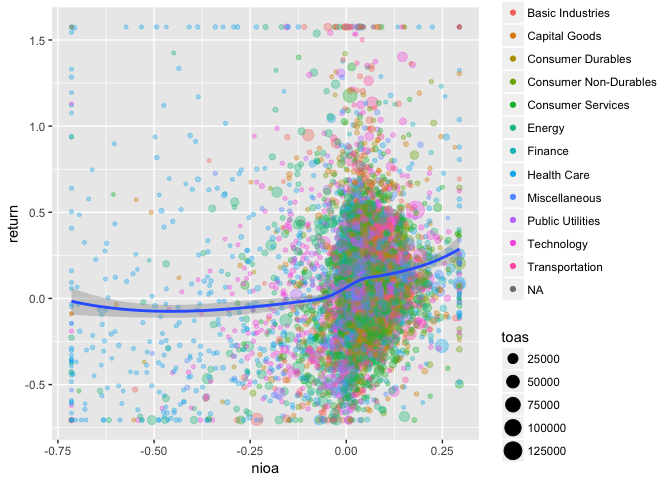 1.5
1.0
0.5
0.0
-0.5
return
-0.75
-0.50
-0.25
0.00
0.25
nioa
Basic Industries
Capital Goods
Consumer Durables
Consumer Non-Durables
Consumer Services
Energy
Finance
Health Care
Miscellaneous
Public Utilities
Technology
Transportation
NA
toas
25000
50000
75000
100000
125000